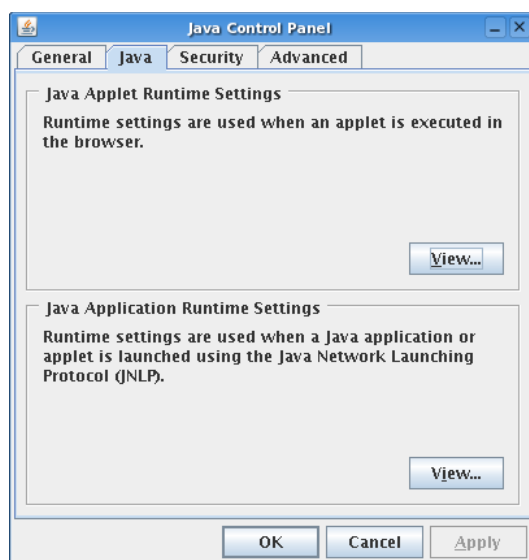 Java Control Panel
General Java Security Advanced
Java Applet Runtime Settings
Runtime settings are used when an applet is executed in
the browser.
View...
Java Application Runtime Settings
Runtime settings are used when a Java application or
applet is launched using the Java Network Launching
Protocol (JNLP).
View...
OK Cancel Apply